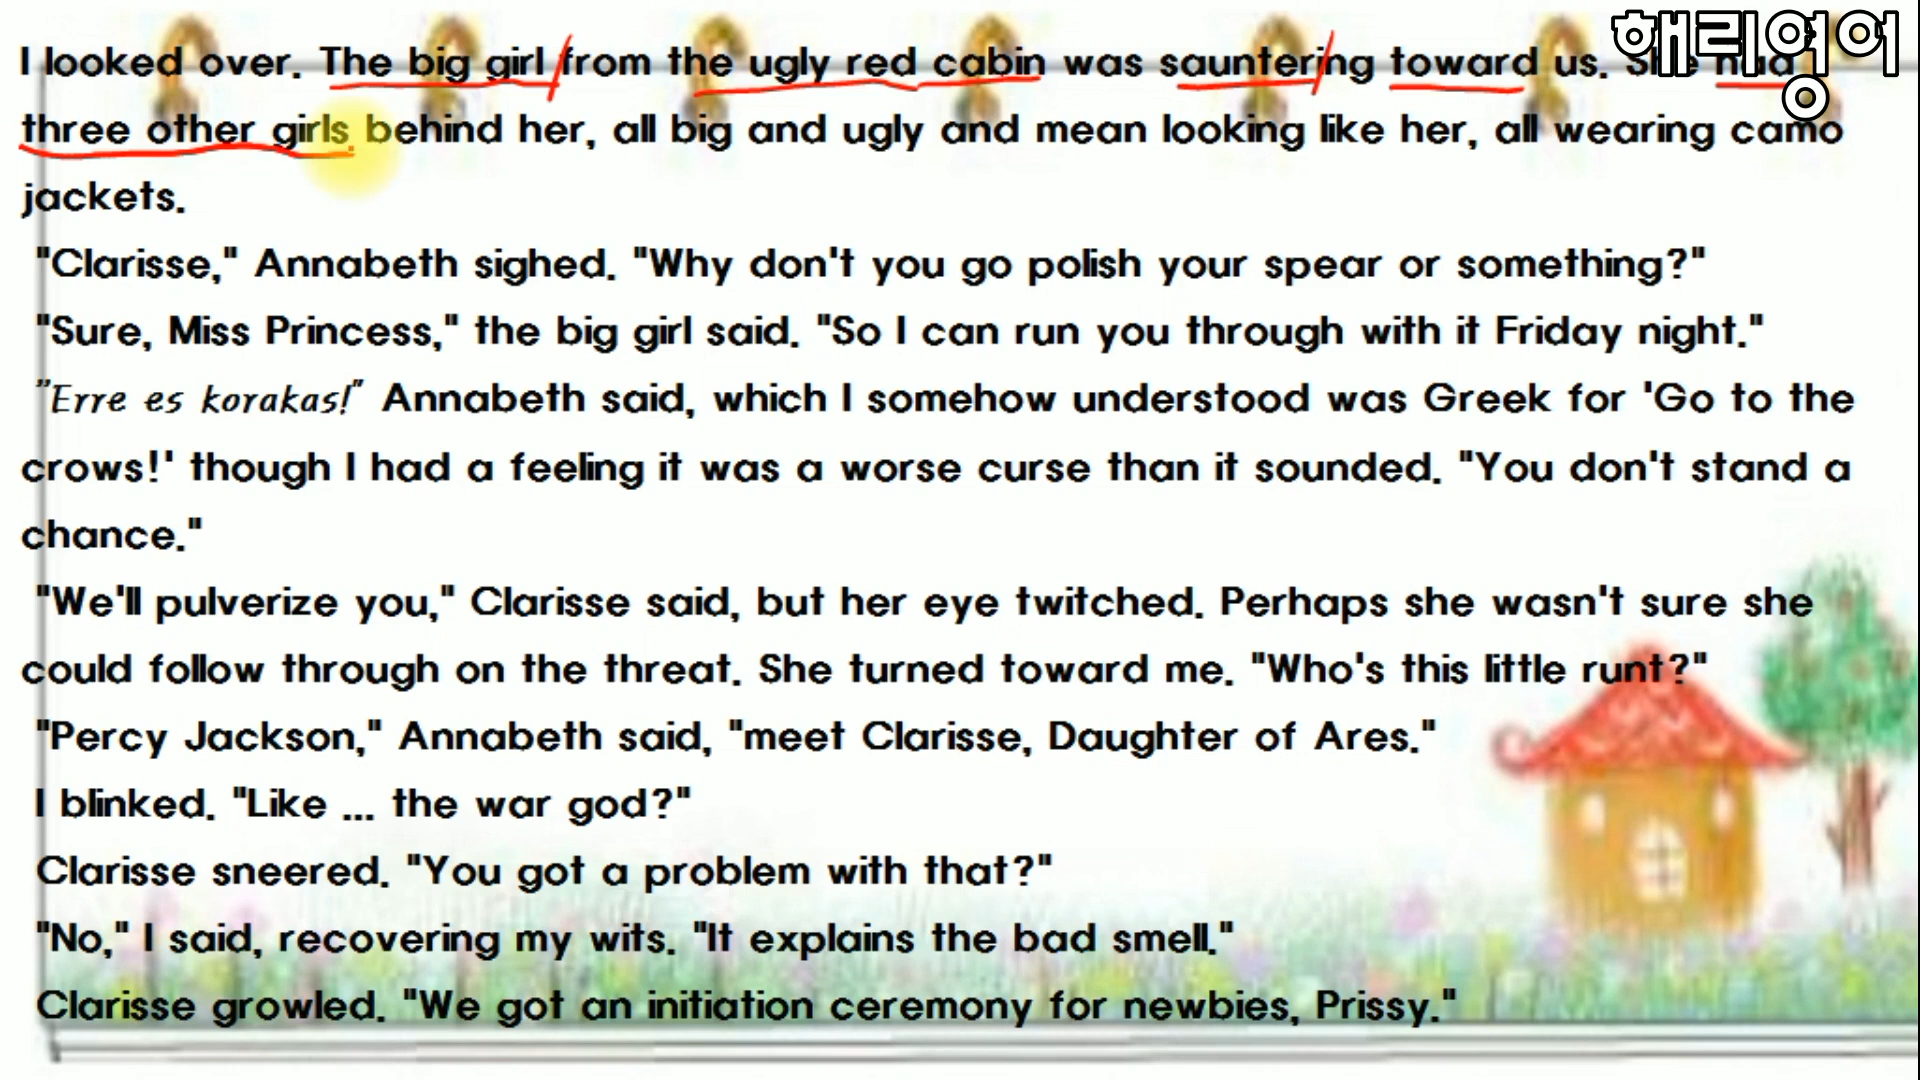 해리영어
I looked over. The big girl from the ugly red cabin was sauntering toward us. She had
three other girls behind her, all big and ugly and mean looking like her, all wearing camo
jackets.
"Clarisse," Annabeth sighed. "Why don't you go polish your spear or something?"
"Sure, Miss Princess," the big girl said. "So I can run you through with it Friday night."
"Erre es korakas!" Annabeth said, which I somehow understood was Greek for 'Go to the
crows!' though I had a feeling it was a worse curse than it sounded. "You don't stand a
chance."
"We'll pulverize you," Clarisse said, but her eye twitched. Perhaps she wasn't sure she
could follow through on the threat. She turned toward me. "Who's this little runt?"
"Percy Jackson," Annabeth said, "meet Clarisse, Daughter of Ares."
I blinked. "Like ... the war god?"
Clarisse sneered. "You got a problem with that?"
"No," I said, recovering my wits. "It explains the bad smell."
Clarisse growled. "We got an initiation ceremony for newbies, Prissy."